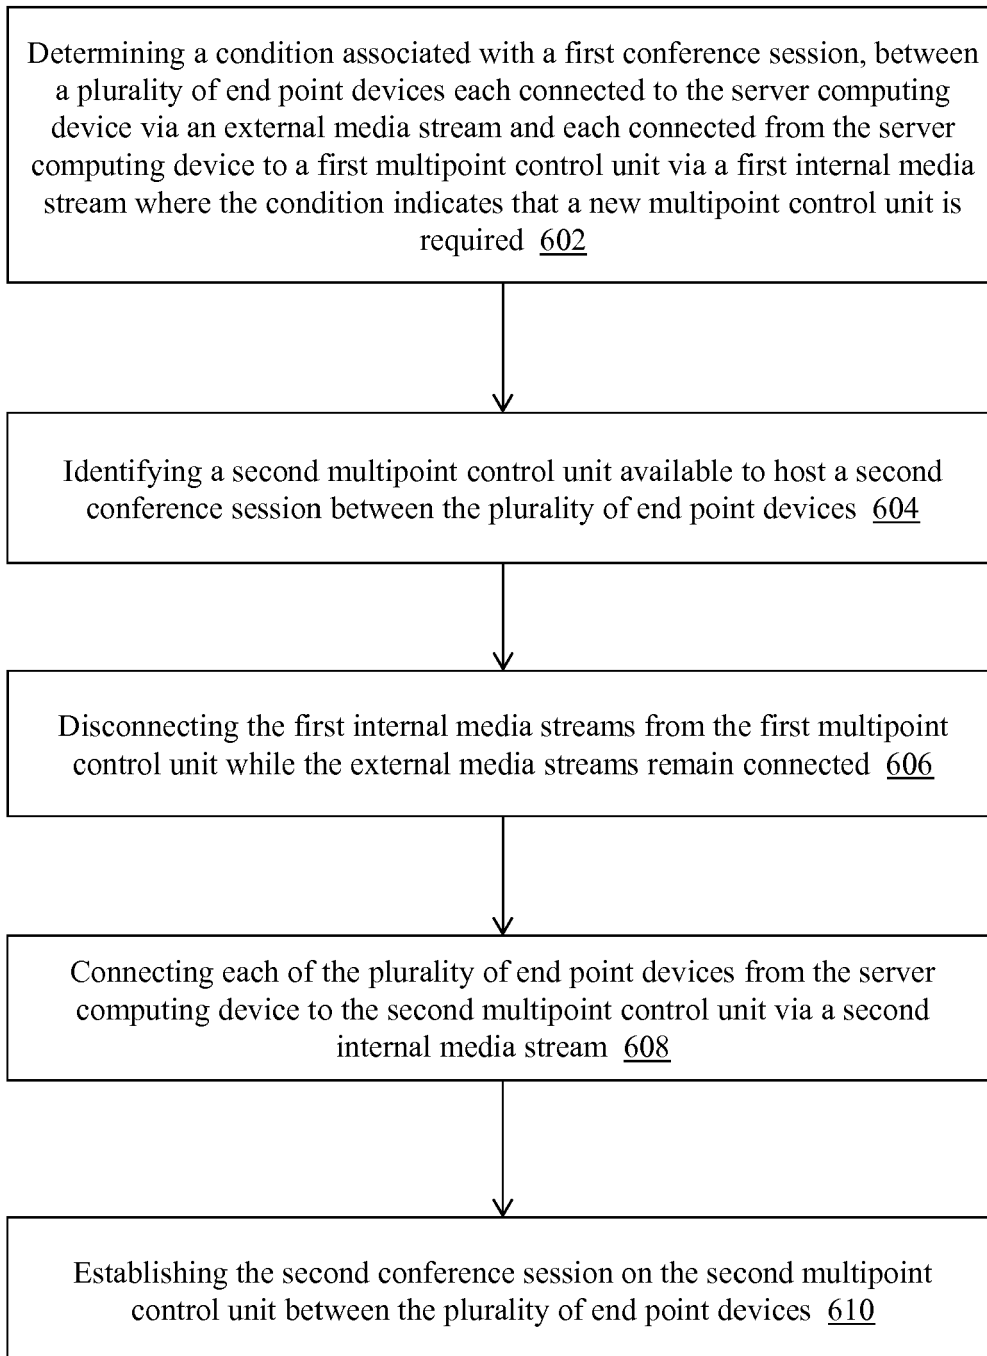 Determining a condition associated with a first conference session, between
a plurality of end point devices each connected to the server computing
device via an external media stream and each connected from the server
computing device to a first multipoint control unit via a first internal media
stream where the condition indicates that a new multipoint control unit is
required 602
Identifying a second multipoint control unit available to host a second
conference session between the plurality of end point devices 604
Disconnecting the first internal media streams from the first multipoint
control unit while the external media streams remain connected 606
Connecting each of the plurality of end point devices from the server
computing device to the second multipoint control unit via a second
internal media stream 608
Establishing the second conference session on the second multipoint
control unit between the plurality of end point devices 610